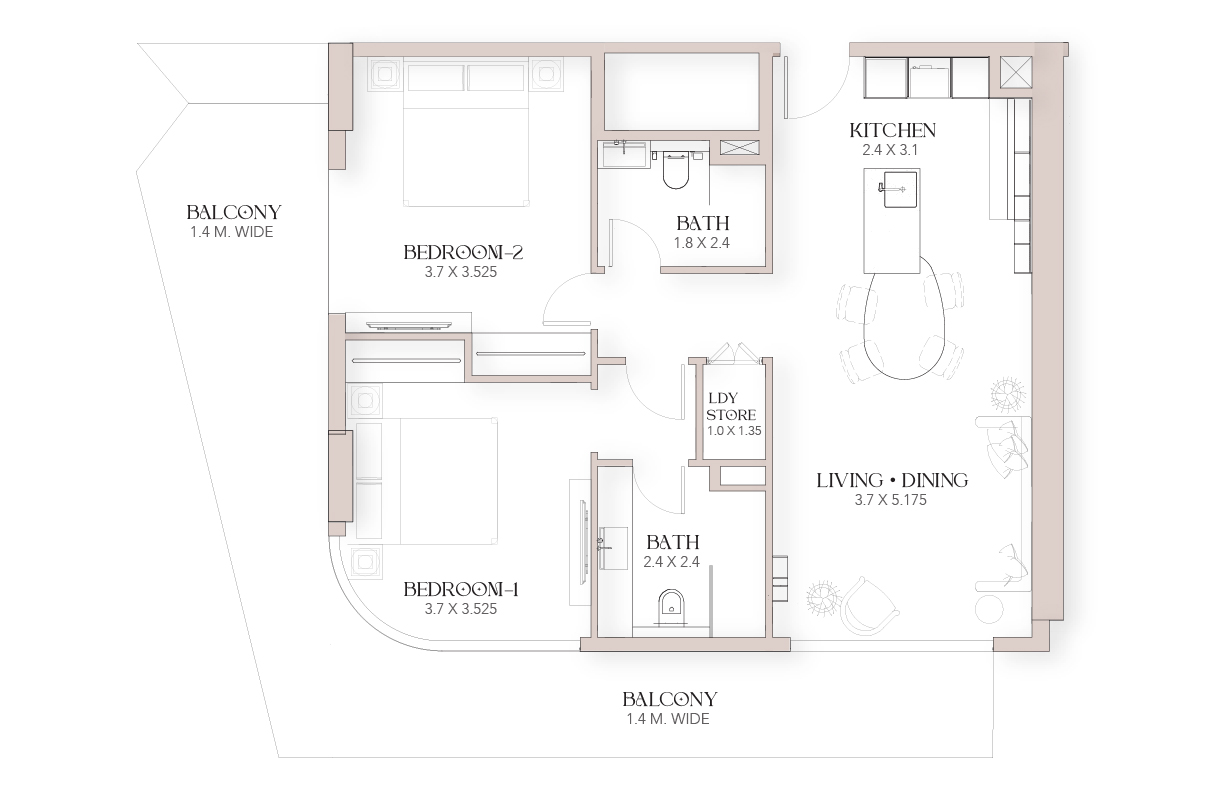 KITCHEN
2.4 X 3.1
BALCONY
1.4 M. WIDE
BATH
1.8 X 2.4
BEDROOM-2
3.7 X 3.525
LDY
STORE
1.0 X 1.35
LIVING • DINING
3.7 X 5.175
BATH
2.4 X 2.4
BEDROOM-1
3.7 X 3.525
BALCONY
1.4 M. WIDE